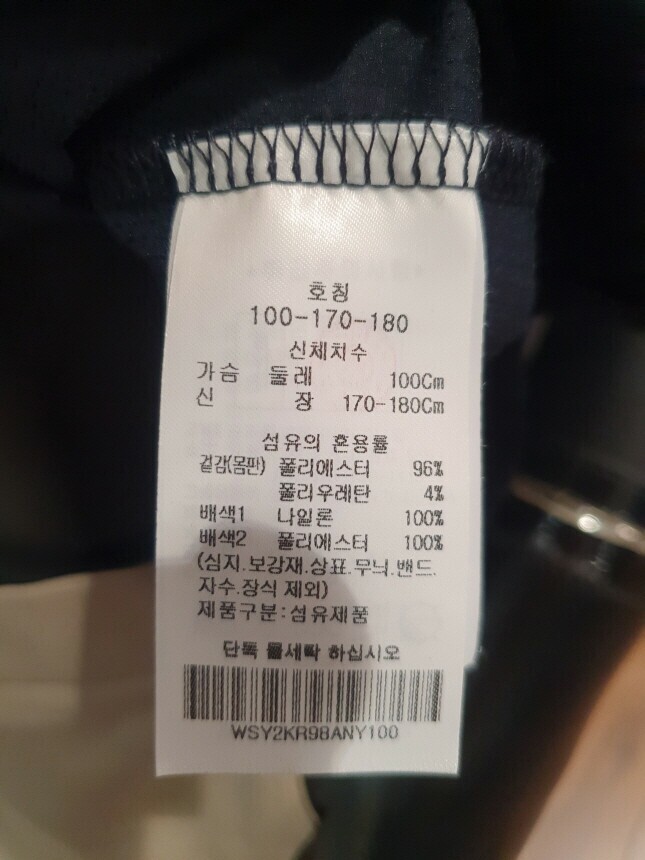 호칭
100-170-180
신체치수
가슴 둘레 100Cm
신 장 170-180Cm
섬유의 혼용률
겉감(몸판) 폴리에스터 96%
폴리우레탄 4%
배색1 나일론 100%
배색2 폴리에스터 100%
(심지.보강재.상표.무늬.밴드.
자수.장식 제외)
제품구분:섬유제품
단독 물세탁 하십시오
WSY2KR98ANY100